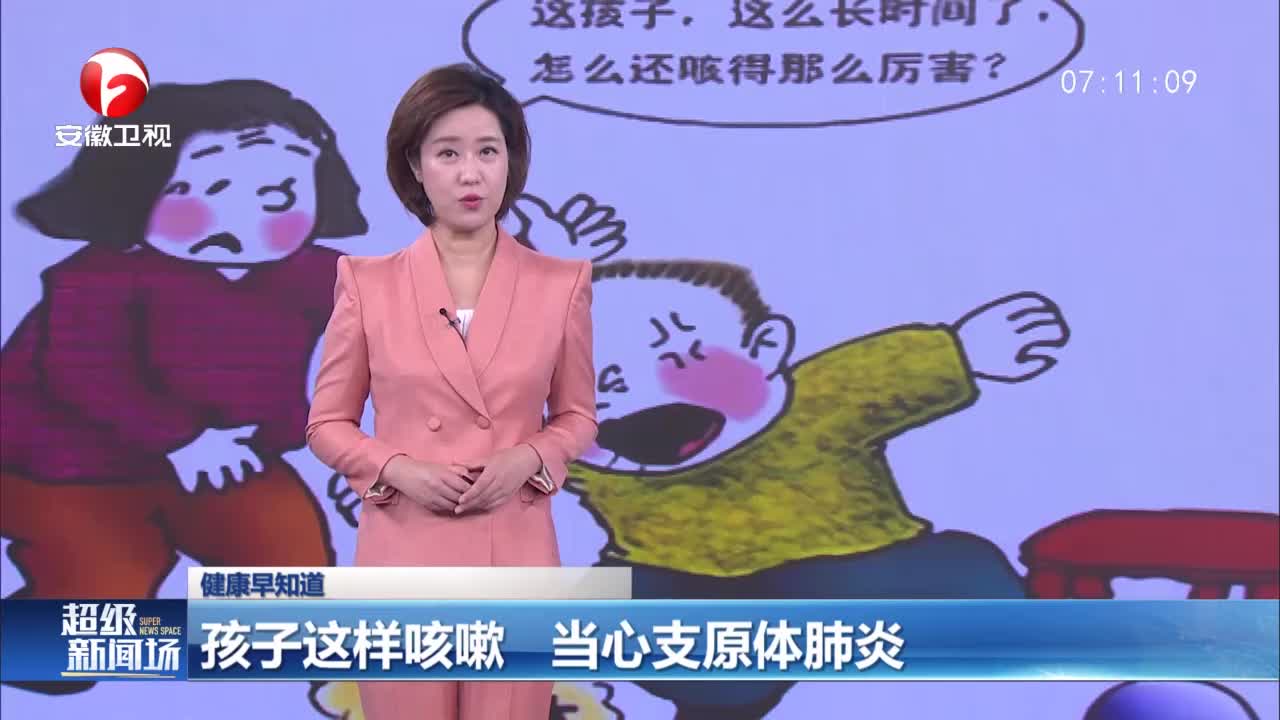 这孩子，这么长时间了，
怎么还咳得那么厉害？
07:11:09
安徽卫视
健康早知道
超级
新闻场
SUPER
NEWS SPACE
孩子这样咳嗽 当心支原体肺炎